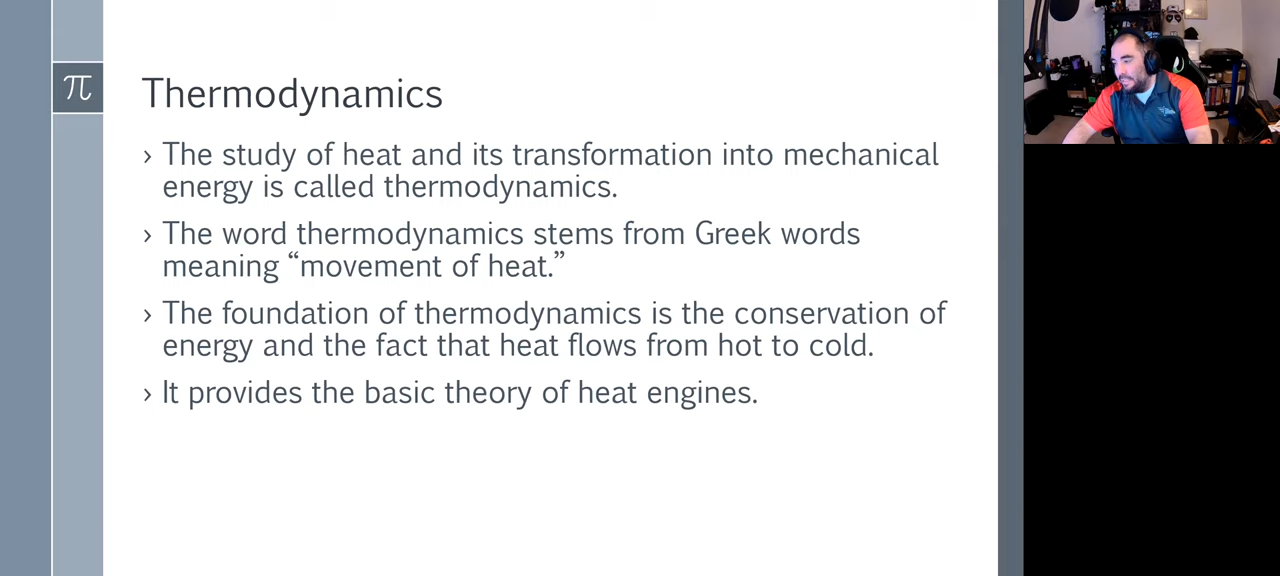 π
Thermodynamics
› The study of heat and its transformation into mechanical
energy is called thermodynamics.
› The word thermodynamics stems from Greek words
meaning “movement of heat.”
› The foundation of thermodynamics is the conservation of
energy and the fact that heat flows from hot to cold.
› It provides the basic theory of heat engines.